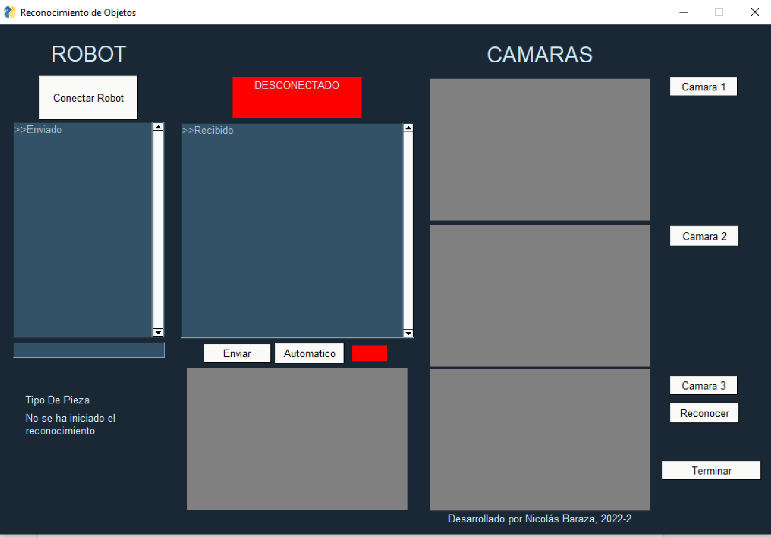 Reconocimiento de Objetos
ROBOT
CAMARAS
Conectar Robot
DESCONECTADO
Camara 1
>>Enviado
>>Recibido
Camara 2
Enviar
Automatico
Camara 3
Tipo De Pieza
No se ha iniciado el
reconocimiento
Reconocer
Terminar
Desarrollado por Nicolás Baraza, 2022-2